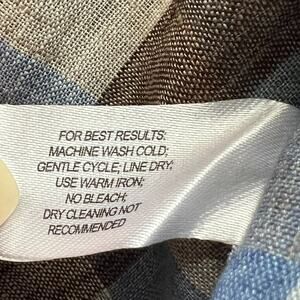 FOR BEST RESULTS:
MACHINE WASH COLD;
GENTLE CYCLE; LINE DRY;
USE WARM IRON;
NO BLEACH;
DRY CLEANING NOT
RECOMMENDED